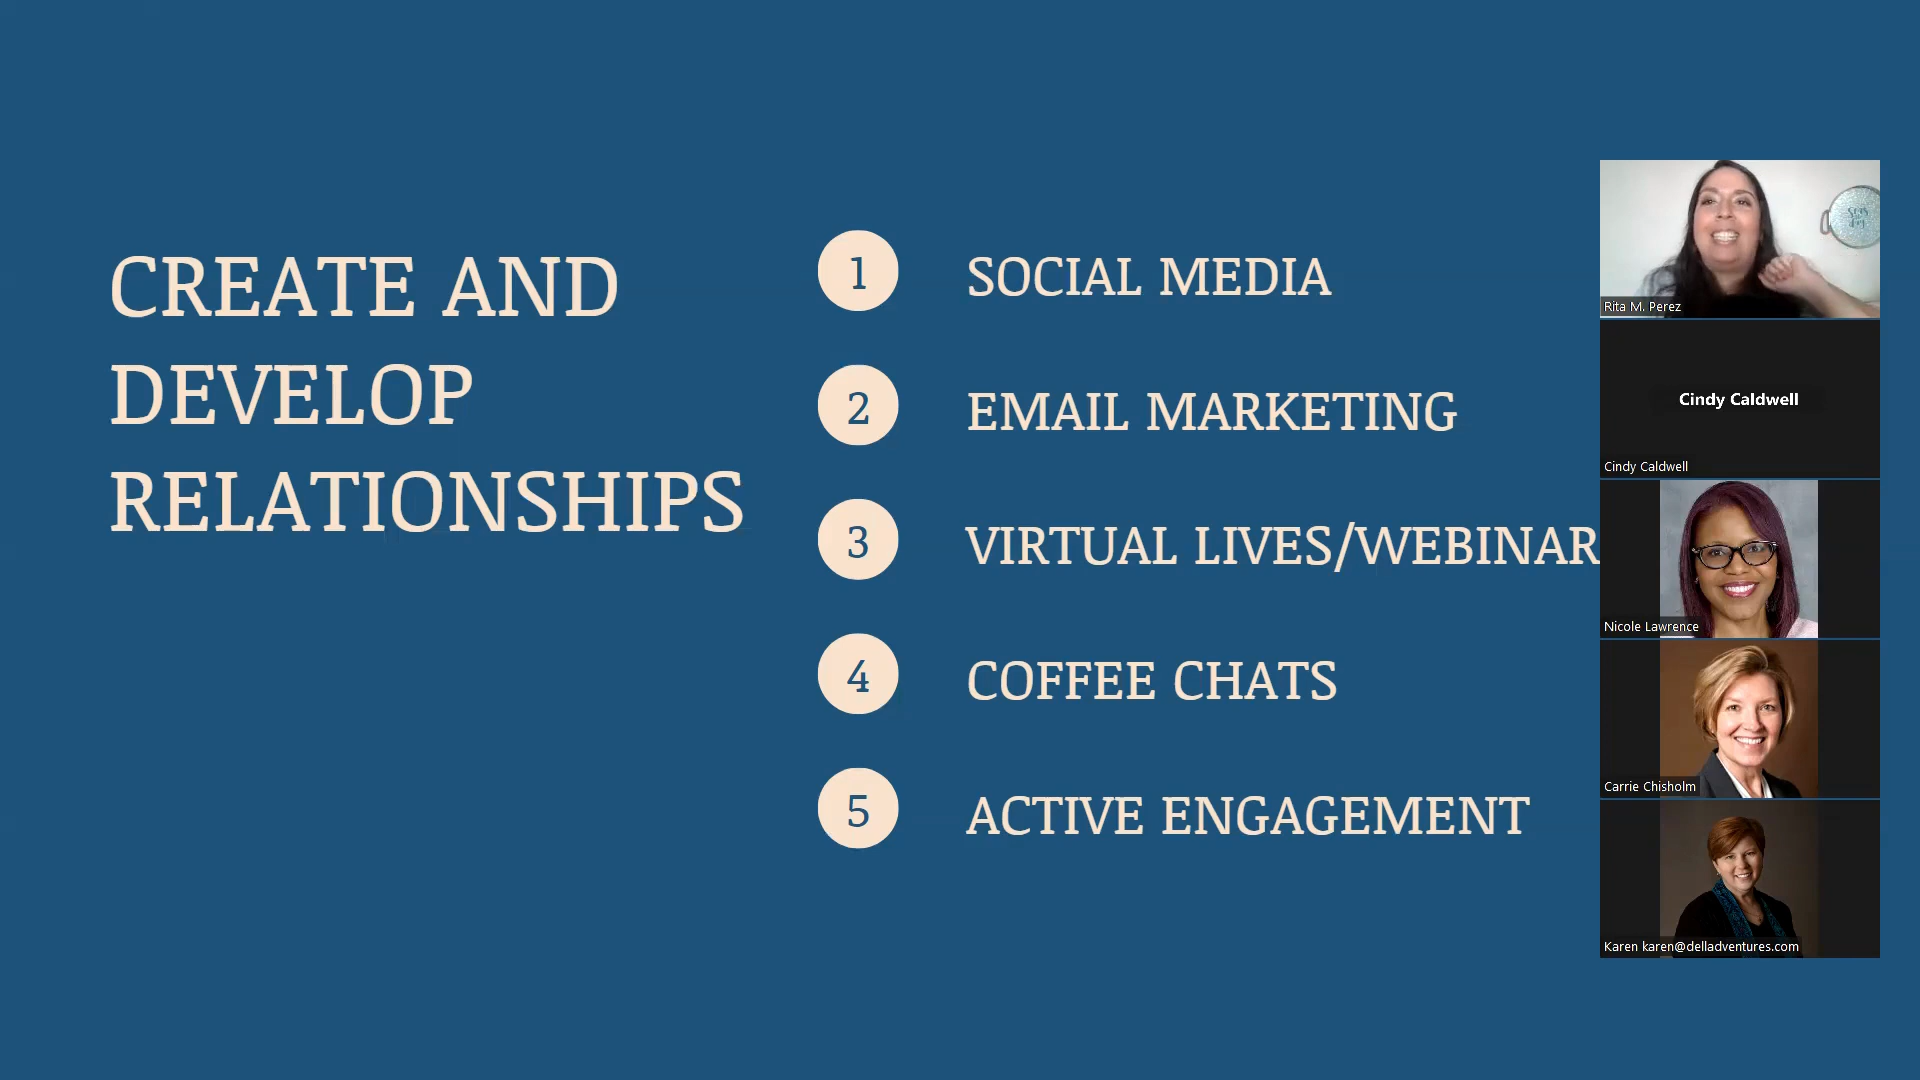 CREATE AND
DEVELOP
RELATIONSHIPS
1 SOCIAL MEDIA
2 EMAIL MARKETING
3 VIRTUAL LIVES/WEBINAR
4 COFFEE CHATS
5 ACTIVE ENGAGEMENT
Rita M. Perez
Cindy Caldwell
Cindy Caldwell
Nicole Lawrence
Carrie Chisholm
Karen karen@delladventures.com